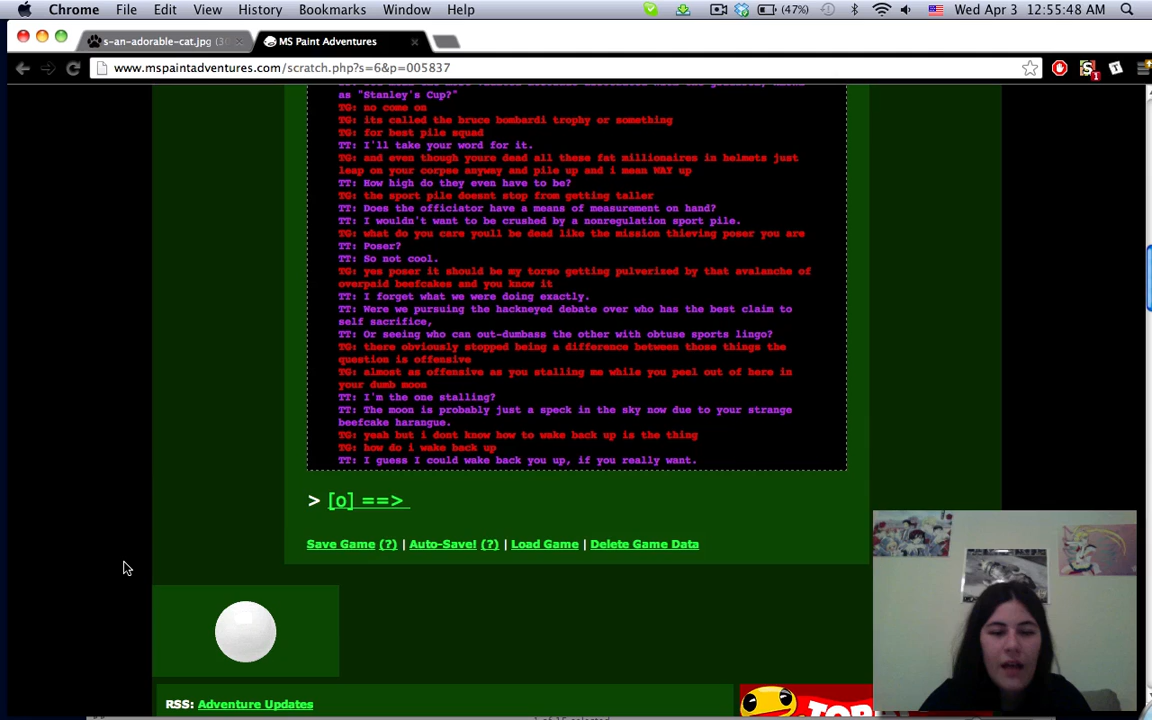 Chrome File Edit View History Bookmarks Window Help (47%) Wed Apr 3 12:55:48 AM
s-an-adorable-cat.jpg MS Paint Adventures
www.mspaintadventures.com/scratch.php?s=6&p=005837
as "Stanley's Cup?"
TG: no come on
TG: its called the bruce bombardi trophy or something
TG: for best pile squad
TT: I'll take your word for it.
TG: and even though youre dead all these fat millionaires in helmets just
leap on your corpse anyway and pile up and i mean WAY up
TT: How high do they even have to be?
TG: the sport pile doesnt stop from getting taller
TT: Does the officiator have a means of measurement on hand?
TT: I wouldn't want to be crushed by a nonregulation sport pile.
TG: what do you care youll be dead like the mission thieving poser you are
TT: Poser?
TT: So not cool.
TG: yes poser it should be my torso getting pulverized by that avalanche of
overpaid beefcakes and you know it
TT: I forget what we were doing exactly.
TT: Were we pursuing the hackneyed debate over who has the best claim to
self sacrifice,
TT: Or seeing who can out-dumbass the other with obtuse sports lingo?
TG: there obviously stopped being a difference between those things the
question is offensive
TG: almost as offensive as you stalling me while you peel out of here in
your dumb moon
TT: I'm the one stalling?
TT: The moon is probably just a speck in the sky now due to your strange
beefcake harangue.
TG: yeah but i dont know how to wake back up is the thing
TG: how do i wake back up
TT: I guess I could wake back you up, if you really want.
> [o] ==>
Save Game (?) | Auto-Save! (?) | Load Game | Delete Game Data
RSS: Adventure Updates